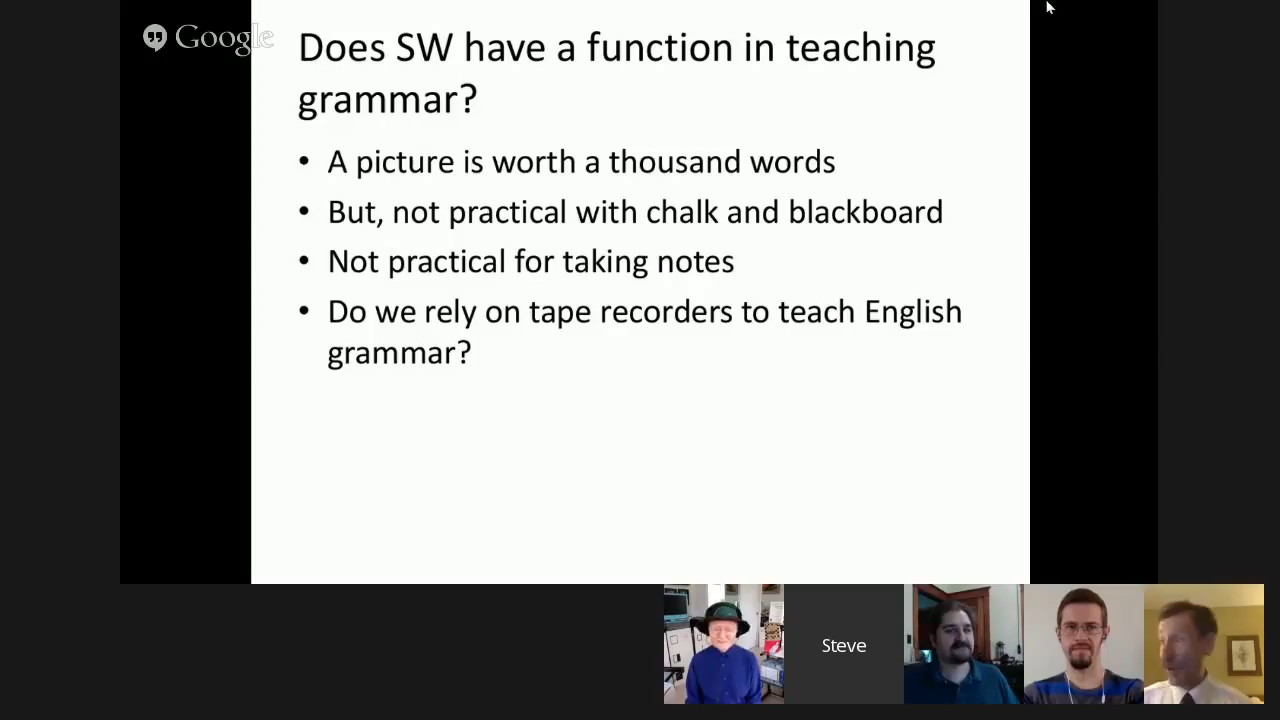 Google
Does SW have a function in teaching
grammar?
• A picture is worth a thousand words
• But, not practical with chalk and blackboard
• Not practical for taking notes
• Do we rely on tape recorders to teach English
grammar?
Steve